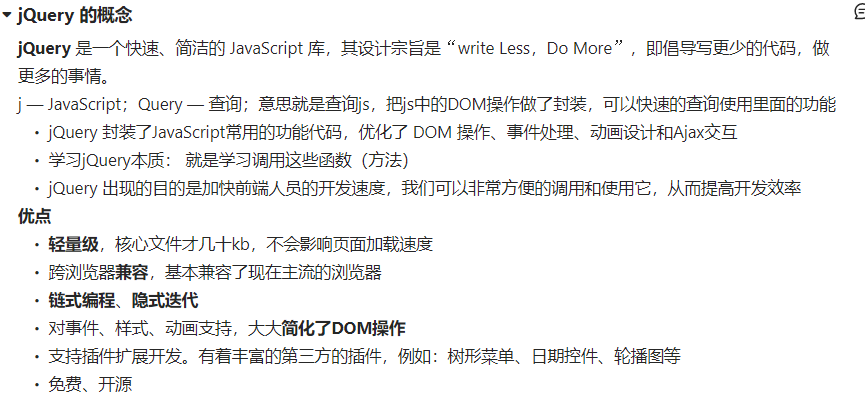 jQuery 的概念
jQuery 是一个快速、简洁的 JavaScript 库，其设计宗旨是“write Less，Do More”，即倡导写更少的代码，做
更多的事情。
j — JavaScript；Query — 查询；意思就是查询js，把js中的DOM操作做了封装，可以快速的查询使用里面的功能
• jQuery 封装了JavaScript常用的功能代码，优化了 DOM 操作、事件处理、动画设计和Ajax交互
• 学习jQuery本质： 就是学习调用这些函数（方法）
• jQuery 出现的目的是加快前端人员的开发速度，我们可以非常方便的调用和使用它，从而提高开发效率
优点
• 轻量级，核心文件才几十kb，不会影响页面加载速度
• 跨浏览器兼容，基本兼容了现在主流的浏览器
• 链式编程、隐式迭代
• 对事件、样式、动画支持，大大简化了DOM操作
• 支持插件扩展开发。有着丰富的第三方的插件，例如：树形菜单、日期控件、轮播图等
• 免费、开源